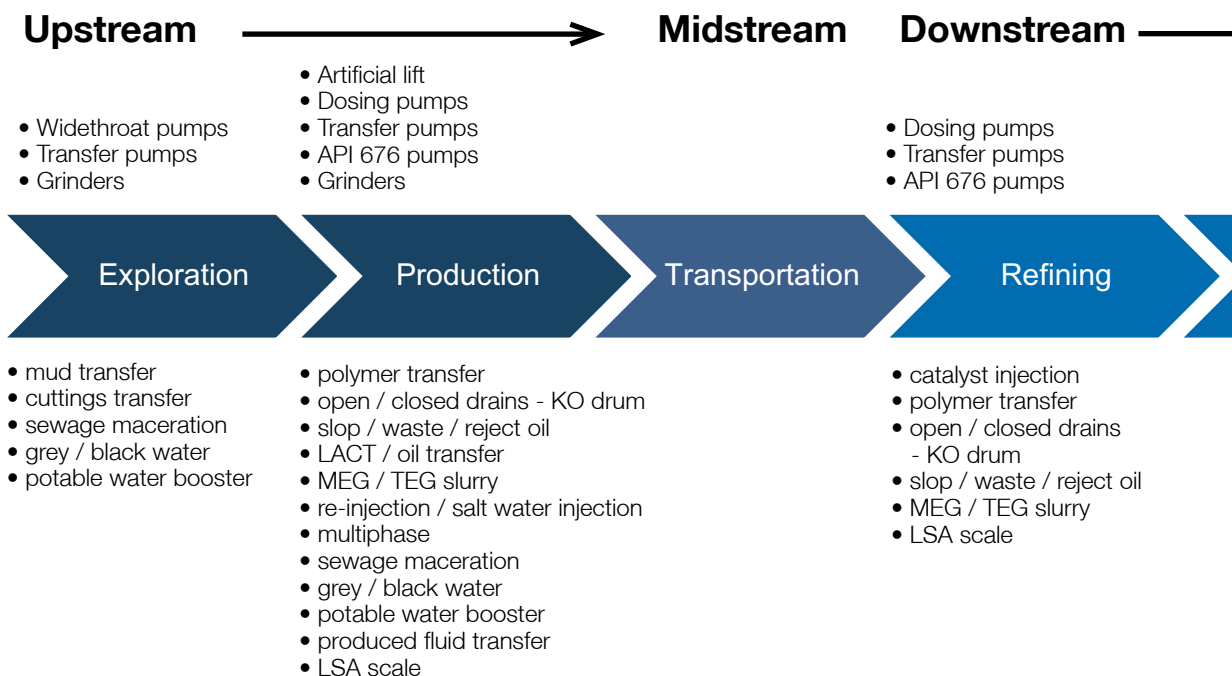 Upstream Midstream Downstream
• Widethroat pumps
• Transfer pumps
• Grinders
• Artificial lift
• Dosing pumps
• Transfer pumps
• API 676 pumps
• Grinders
• Dosing pumps
• Transfer pumps
• API 676 pumps
Exploration
Production
Transportation
Refining
• mud transfer
• cuttings transfer
• sewage maceration
• grey / black water
• potable water booster
• polymer transfer
• open / closed drains - KO drum
• slop / waste / reject oil
• LACT / oil transfer
• MEG / TEG slurry
• re-injection / salt water injection
• multiphase
• sewage maceration
• grey / black water
• potable water booster
• produced fluid transfer
• LSA scale
• catalyst injection
• polymer transfer
• open / closed drains
- KO drum
• slop / waste / reject oil
• MEG / TEG slurry
• LSA scale